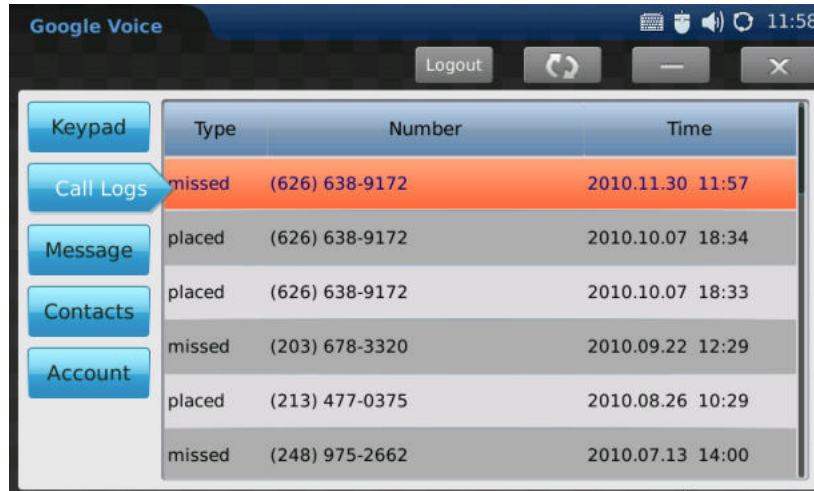 Google Voice 11:58
Logout
Keypad
Call Logs
Message
Contacts
Account
Type Number Time
missed (626) 638-9172 2010.11.30 11:57
placed (626) 638-9172 2010.10.07 18:34
placed (626) 638-9172 2010.10.07 18:33
missed (203) 678-3320 2010.09.22 12:29
placed (213) 477-0375 2010.08.26 10:29
missed (248) 975-2662 2010.07.13 14:00